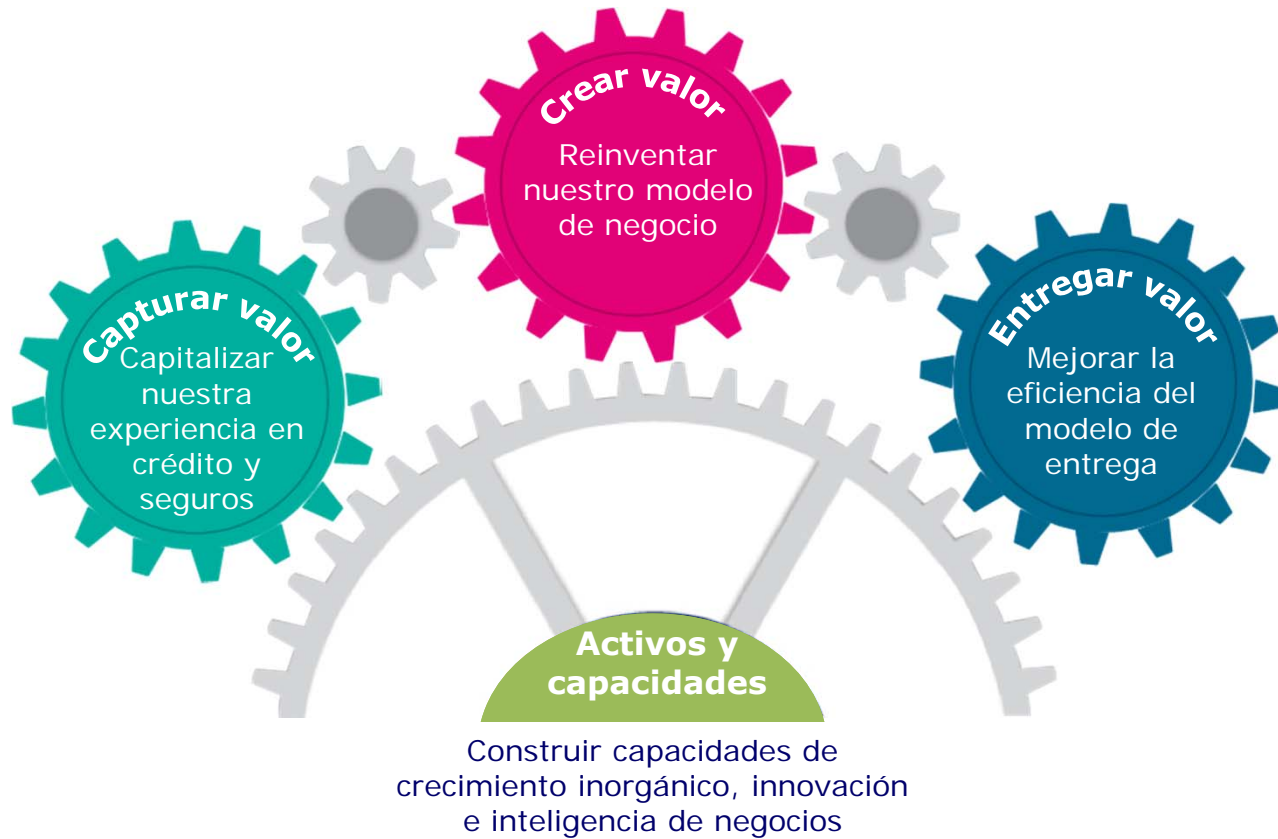 Crear valor
Reinventar
nuestro modelo
de negocio
Capturar valor
Capitalizar
nuestra
experiencia en
crédito y
seguros
Entregar valor
Mejorar la
eficiencia del
modelo de
entrega
Activos y
capacidades
Construir capacidades de
crecimiento inorgánico, innovación
e inteligencia de negocios